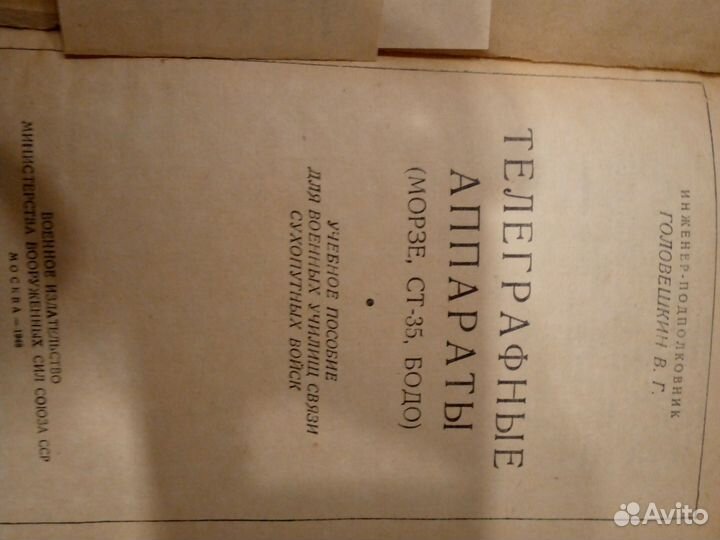 ИНЖЕНЕР-ПОДПОЛКОВНИК
ГОЛОВЕШКИН В. Г.
ТЕЛЕГРАФНЫЕ
АППАРАТЫ
(МОРЗЕ, СТ-35, БОДО)
УЧЕБНОЕ ПОСОБИЕ
ДЛЯ ВОЕННЫХ УЧИЛИЩ СВЯЗИ
СУХОПУТНЫХ ВОЙСК
ВОЕННОЕ ИЗДАТЕЛЬСТВО
МИНИСТЕРСТВА ВООРУЖЕННЫХ СИЛ СОЮЗА ССР
МОСКВА — 1948
Avito